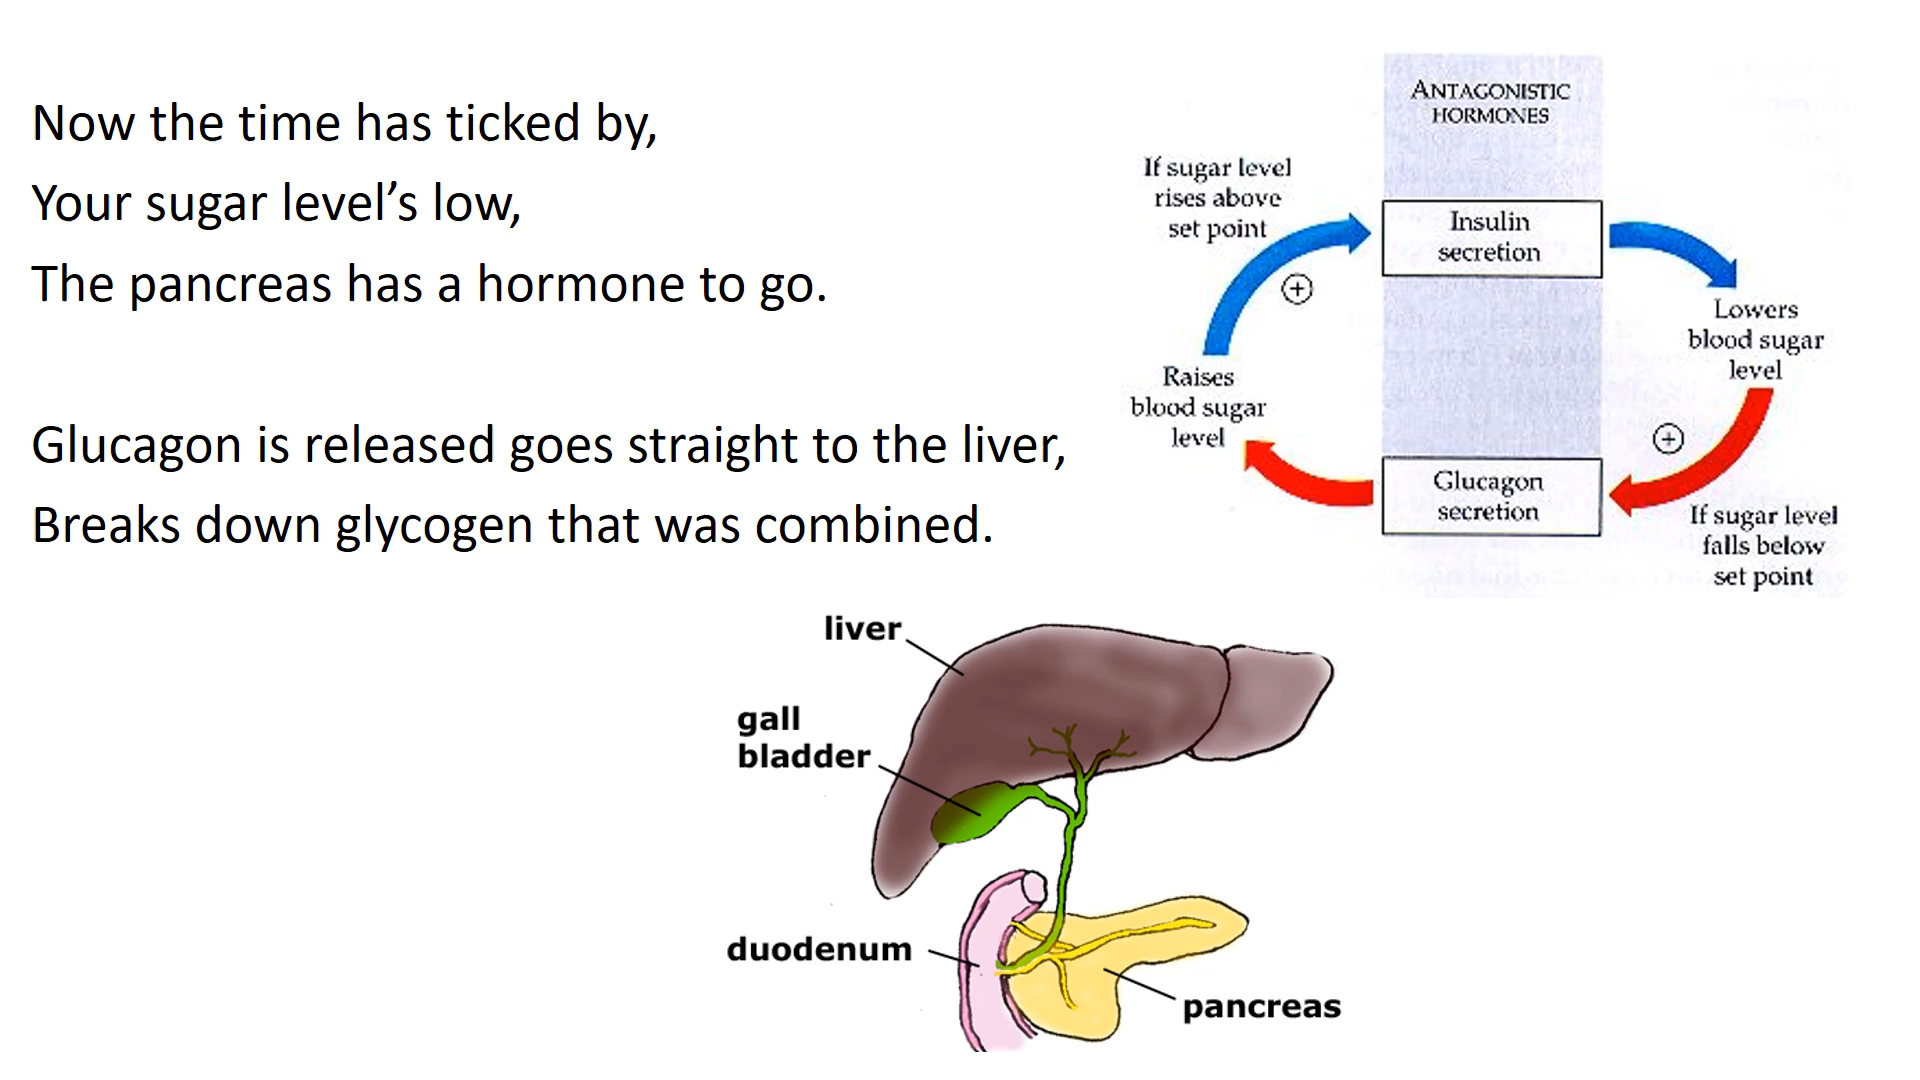 Now the time has ticked by,
Your sugar level’s low,
The pancreas has a hormone to go.
Glucagon is released goes straight to the liver,
Breaks down glycogen that was combined.
ANTAGONISTIC
HORMONES
If sugar level
rises above
set point
Insulin
secretion
+
Lowers
blood sugar
level
Raises
blood sugar
level
+
Glucagon
secretion
If sugar level
falls below
set point
liver
gall
bladder
duodenum
pancreas